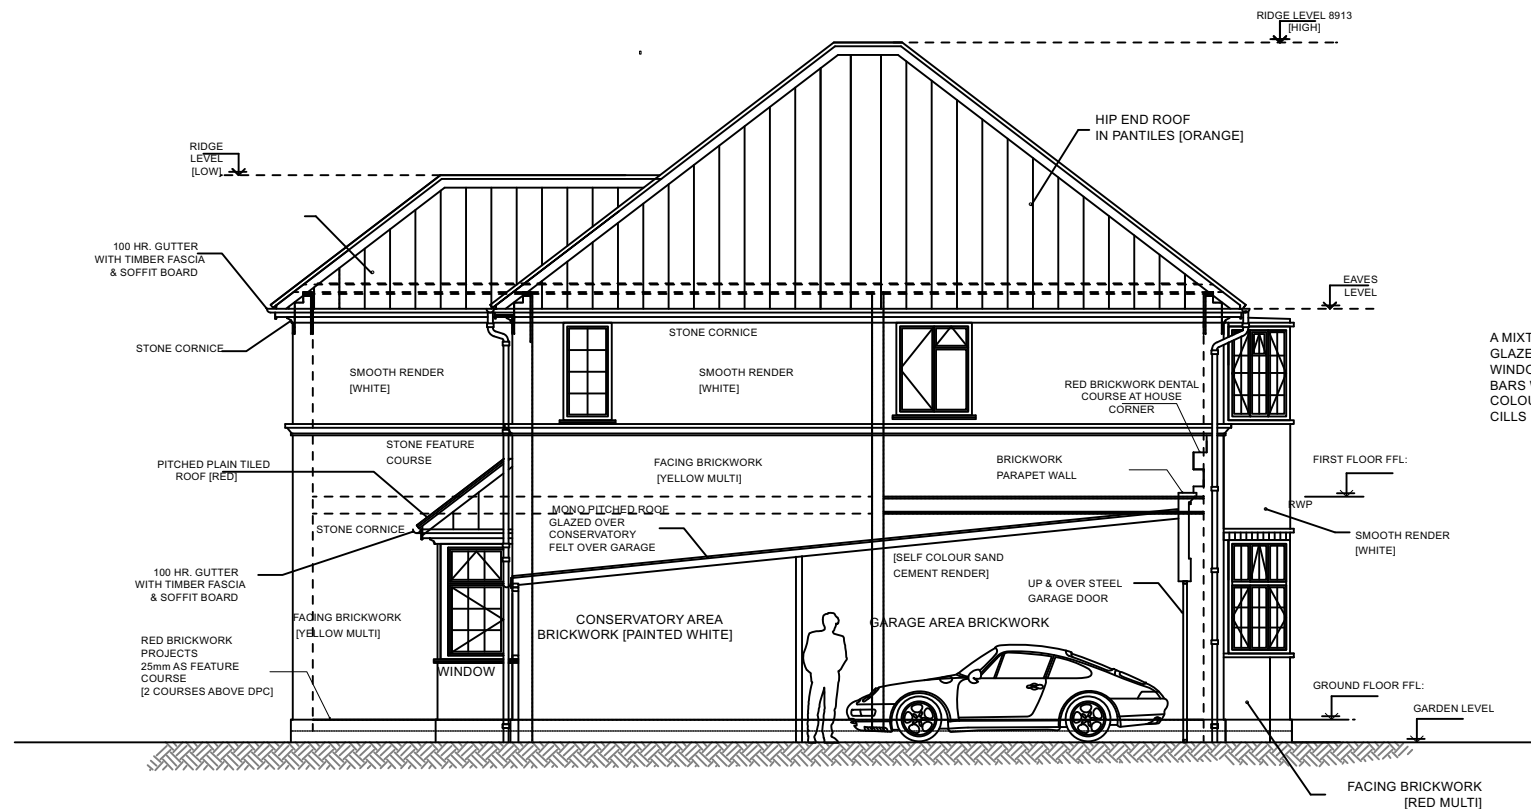 RIDGE LEVEL 8913
[HIGH]
HIP END ROOF
IN PANTILES [ORANGE]
RIDGE
LEVEL
[LOW]
100 HR. GUTTER
WITH TIMBER FASCIA
& SOFFIT BOARD
EAVES
LEVEL
STONE CORNICE
STONE CORNICE
SMOOTH RENDER
[WHITE]
SMOOTH RENDER
[WHITE]
RED BRICKWORK DENTAL
COURSE AT HOUSE
CORNER
A MIXT
GLAZE
WINDO
BARS
COLOU
CILLS
STONE FEATURE
COURSE
PITCHED PLAIN TILED
ROOF [RED]
FACING BRICKWORK
[YELLOW MULTI]
BRICKWORK
PARAPET WALL
FIRST FLOOR FFL:
RWP
STONE CORNICE
MONO PITCHED ROOF
GLAZED OVER
CONSERVATORY
FELT OVER GARAGE
SMOOTH RENDER
[WHITE]
[SELF COLOUR SAND
CEMENT RENDER]
100 HR. GUTTER
WITH TIMBER FASCIA
& SOFFIT BOARD
UP & OVER STEEL
GARAGE DOOR
FACING BRICKWORK
[YELLOW MULTI]
CONSERVATORY AREA
BRICKWORK [PAINTED WHITE]
GARAGE AREA BRICKWORK
RED BRICKWORK
PROJECTS
25mm AS FEATURE
COURSE
[2 COURSES ABOVE DPC]
WINDOW
GROUND FLOOR FFL:
GARDEN LEVEL
FACING BRICKWORK
[RED MULTI]